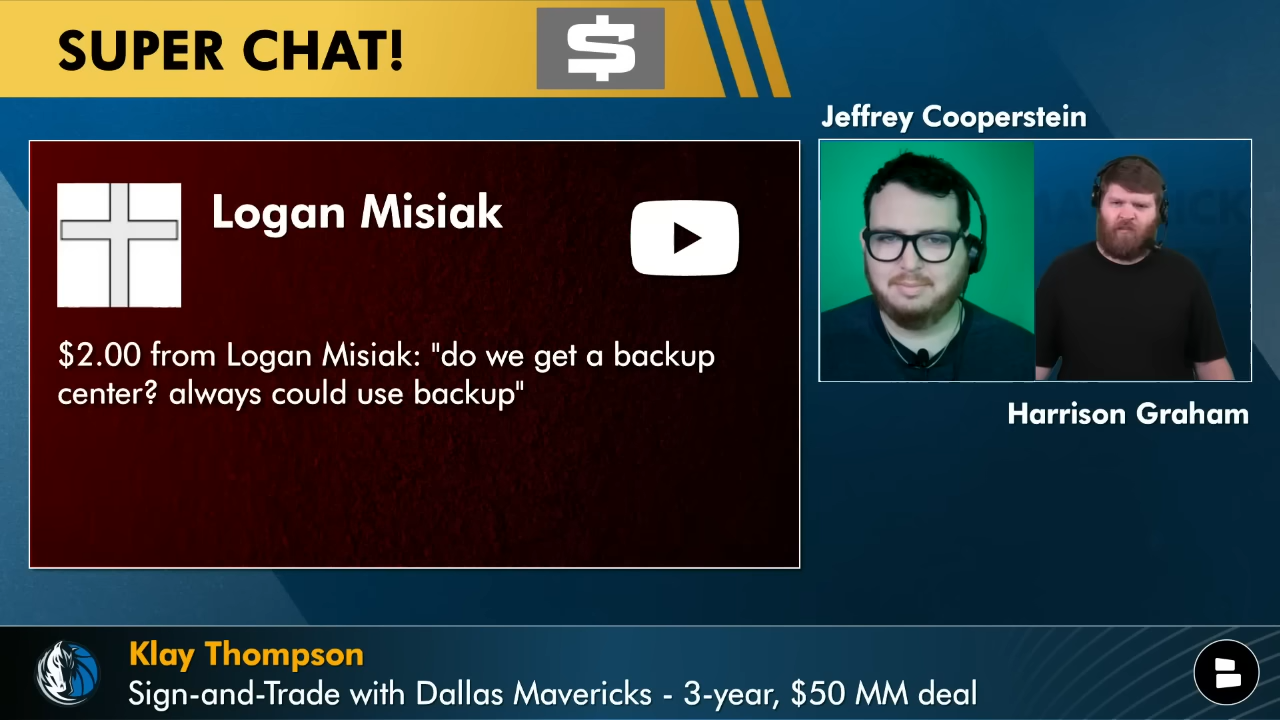 SUPER CHAT!
$
Jeffrey Cooperstein
Logan Misiak
$2.00 from Logan Misiak: "do we get a backup
center? always could use backup"
Harrison Graham
Klay Thompson
Sign-and-Trade with Dallas Mavericks - 3-year, $50 MM deal